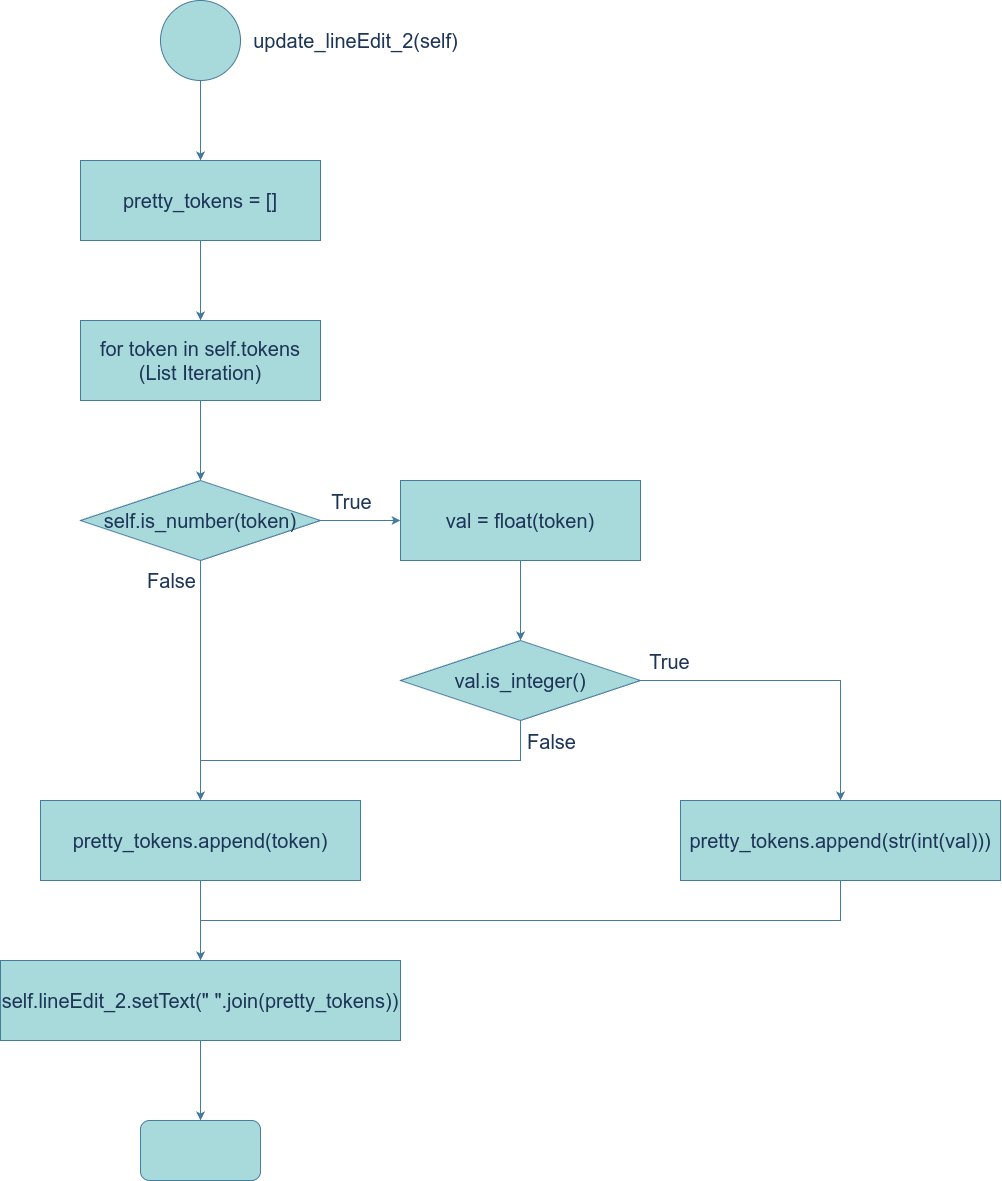 update_lineEdit_2(self)
pretty_tokens = []
for token in self.tokens
(List Iteration)
self.is_number(token)
True
val = float(token)
False
val.is_integer()
True
False
pretty_tokens.append(token)
pretty_tokens.append(str(int(val)))
self.lineEdit_2.setText(" ".join(pretty_tokens))